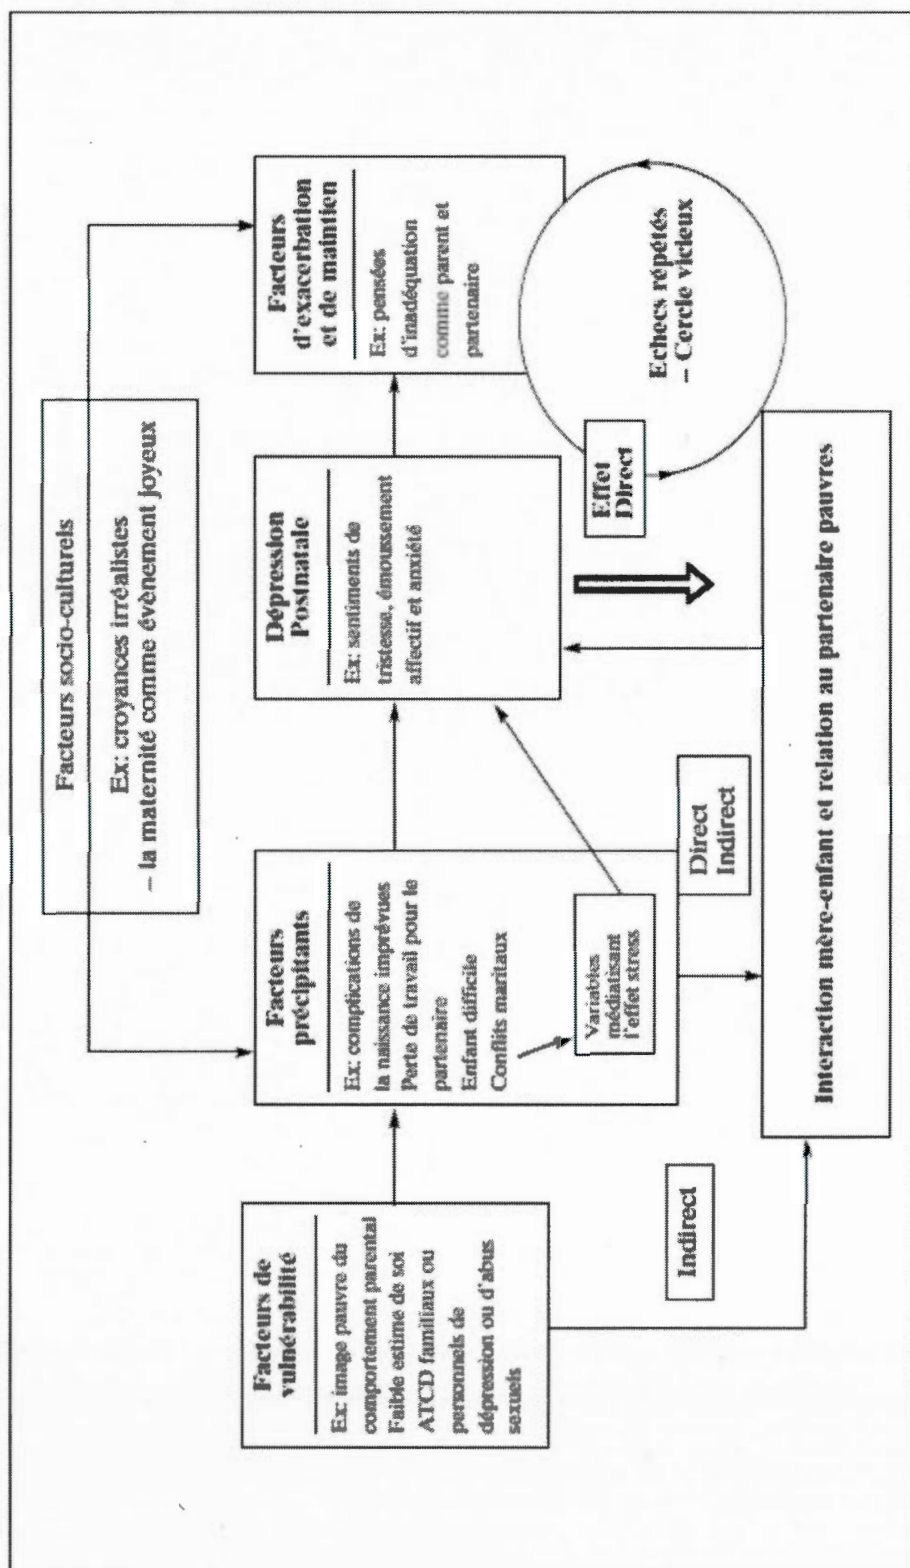 Facteurs socio-culturels
Ex: croyances irréalistes
– la maternité comme évènement joyeux
Facteurs de
vulnérabilité
Ex: image pauvre du
comportement parental
Faible estime de soi
ATCD familiaux ou
personnels de
dépression ou d'abus
sexuels
Facteurs
précipitants
Ex: complications de
la naissance imprévues
Perte de travail pour le
partenaire
Enfant difficile
Conflits maritaux
Variables
médiatisant
l'effet stress
Dépression
Postnatale
Ex: sentiments de
tristesse, émoussement
affectif et anxiété
Facteurs
d'exacerbation
et de maintien
Ex: pensées
d'inadéquation
comme parent et
partenaire
Indirect
Direct
Indirect
Effet
Direct
Echecs répétés
– Cercle vicieux
Interaction mère-enfant et relation au partenaire pauvres